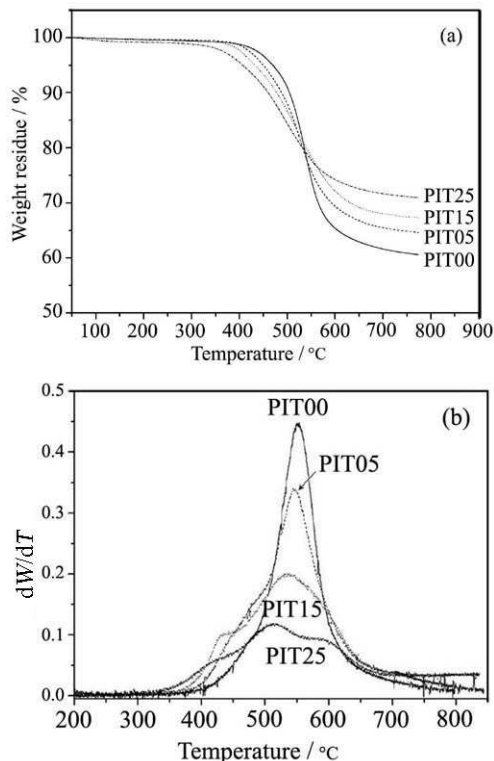 (a)
100
90
80
70
60
50
Weight residue / %
PIT25
PIT15
PIT05
PIT00
100 200 300 400 500 600 700 800 900
Temperature / °C
(b)
0.5
0.4
0.3
0.2
0.1
0.0
dW/dT
PIT00
PIT05
PIT15
PIT25
200 300 400 500 600 700 800
Temperature / °C